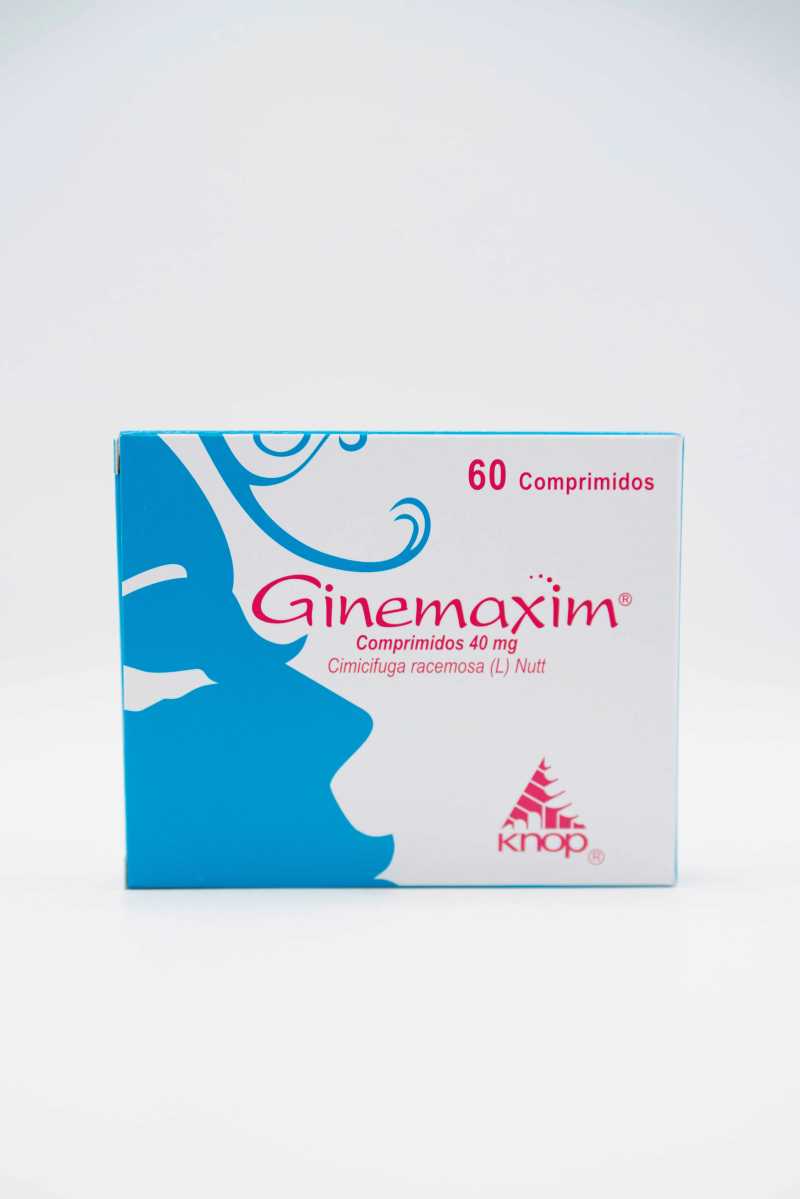 60 Comprimidos
Ginemaxim®
Comprimidos 40 mg
Cimicifuga racemosa (L) Nutt
Knop®